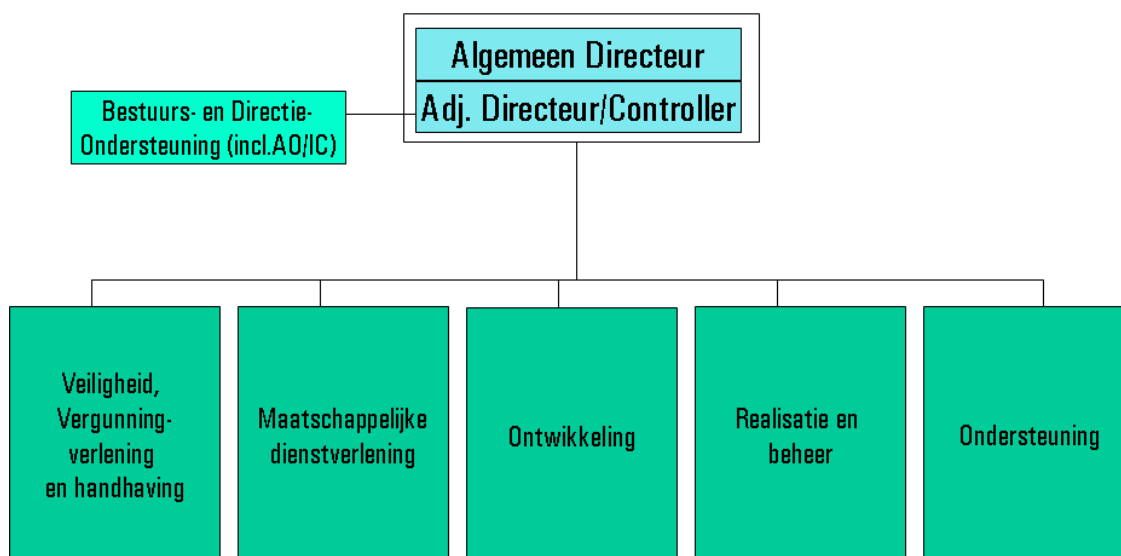 Algemeen Directeur
Adj. Directeur/Controller
Bestuurs- en Directie-
Ondersteuning (incl.AO/IC)
Veiligheid,
Vergunning-
verlening
en handhaving
Maatschappelijke
dienstverlening
Ontwikkeling
Realisatie en
beheer
Ondersteuning